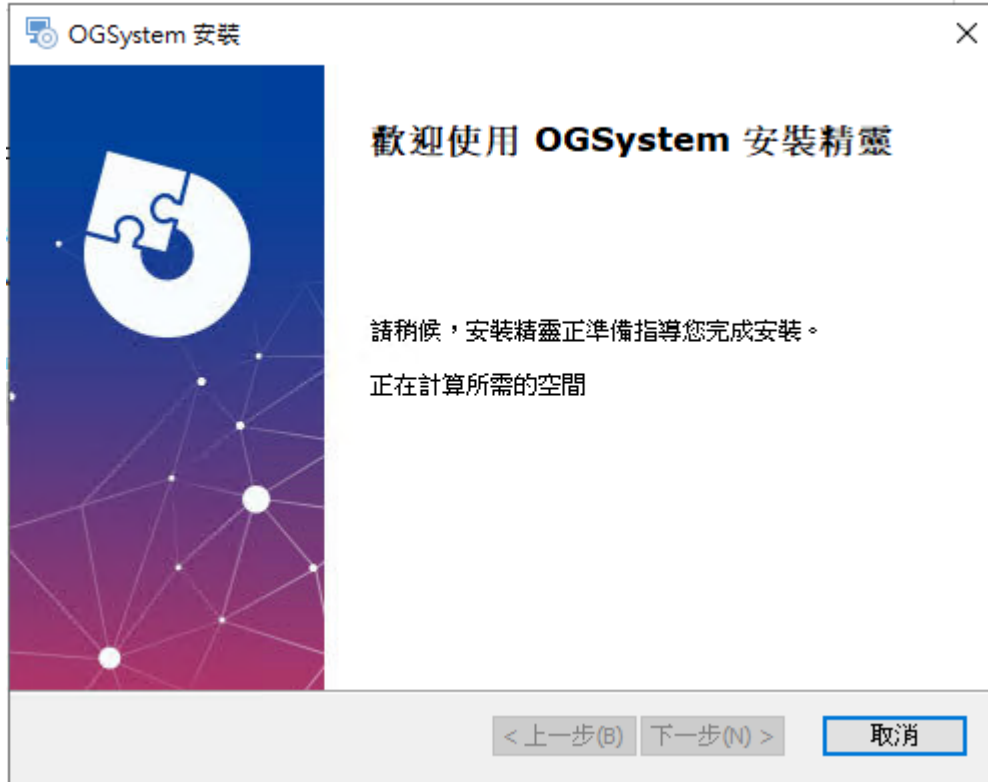 OGSystem 安裝
歡迎使用 OGSystem 安裝精靈
請稍候，安裝精靈正準備指導您完成安裝。
正在計算所需的空間
< 上一步(B)
下一步(N) >
取消